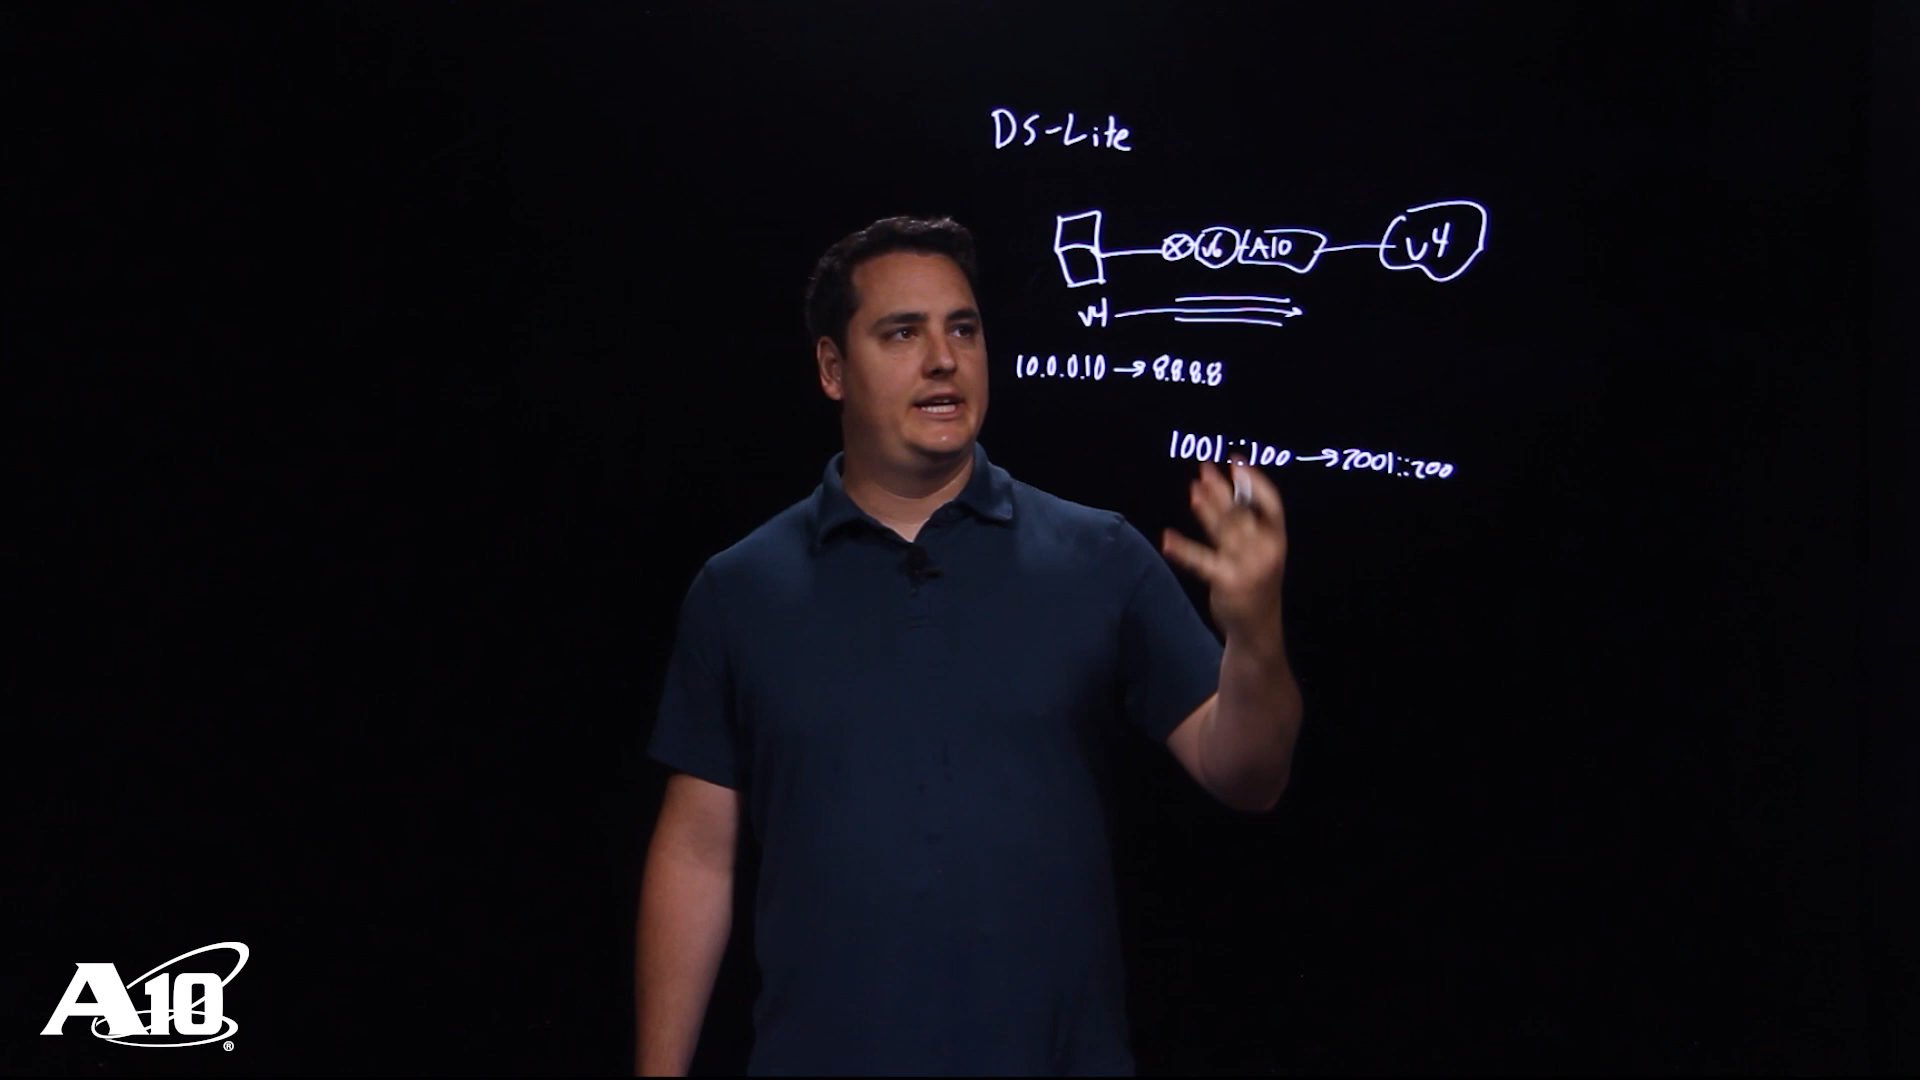 DS-Lite
v6 A10 v4
v4
10.0.0.10 → 8.8.8.8
1001::100 → 2001::200
A10
®